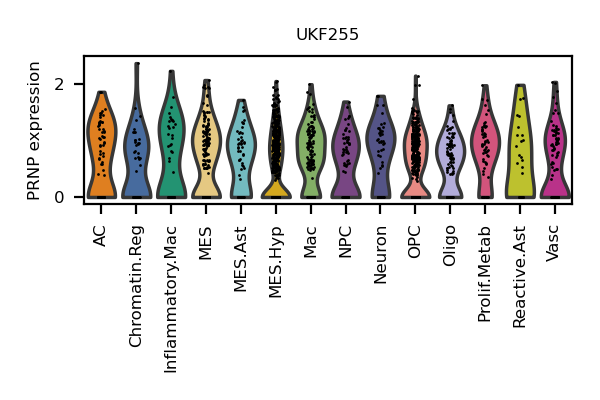 UKF255
PRNP expression
2
0
AC
Chromatin.Reg
Inflammatory.Mac
MES
MES.Ast
MES.Hyp
Mac
NPC
Neuron
OPC
Oligo
Prolif.Metab
Reactive.Ast
Vasc